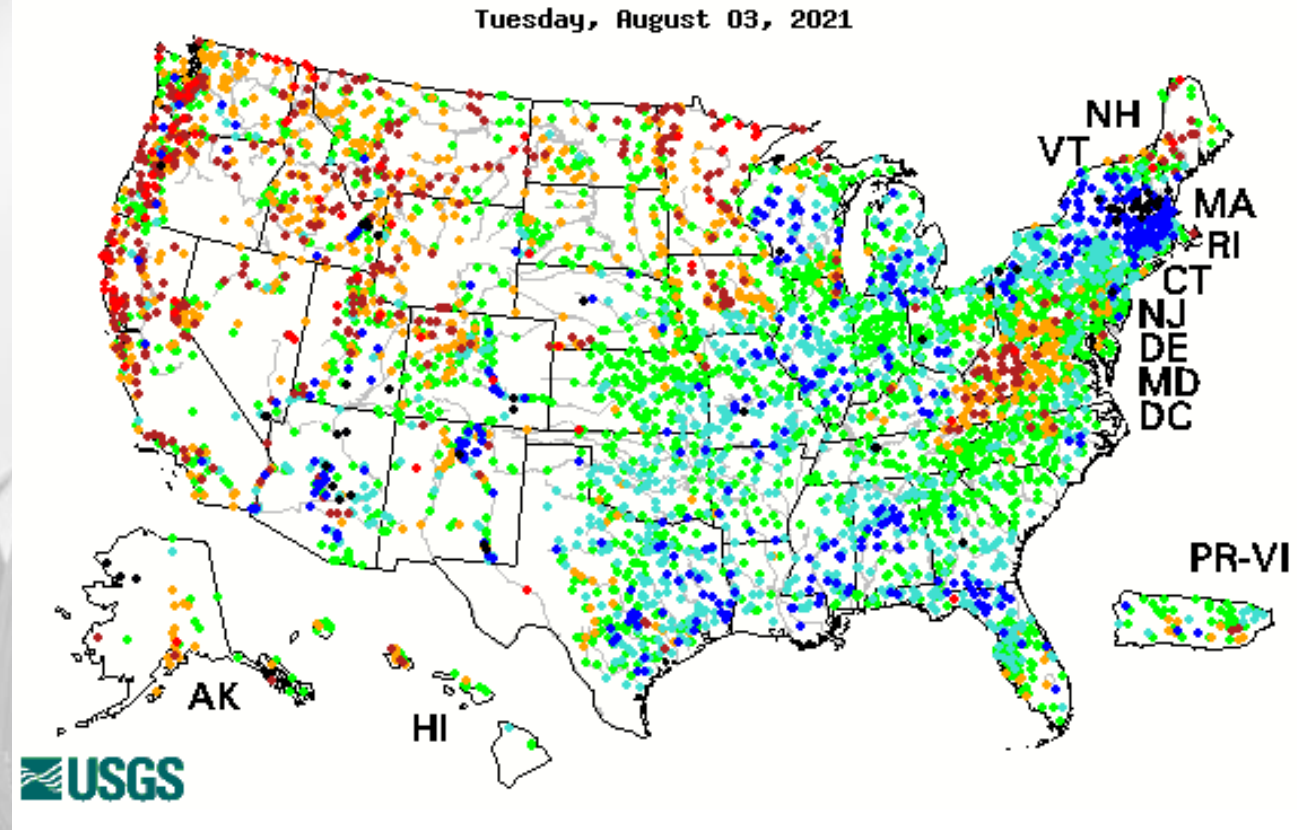 Tuesday, August 03, 2021
NH
VT
MA
RI
CT
NJ
DE
MD
DC
PR-VI
AK
HI
USGS